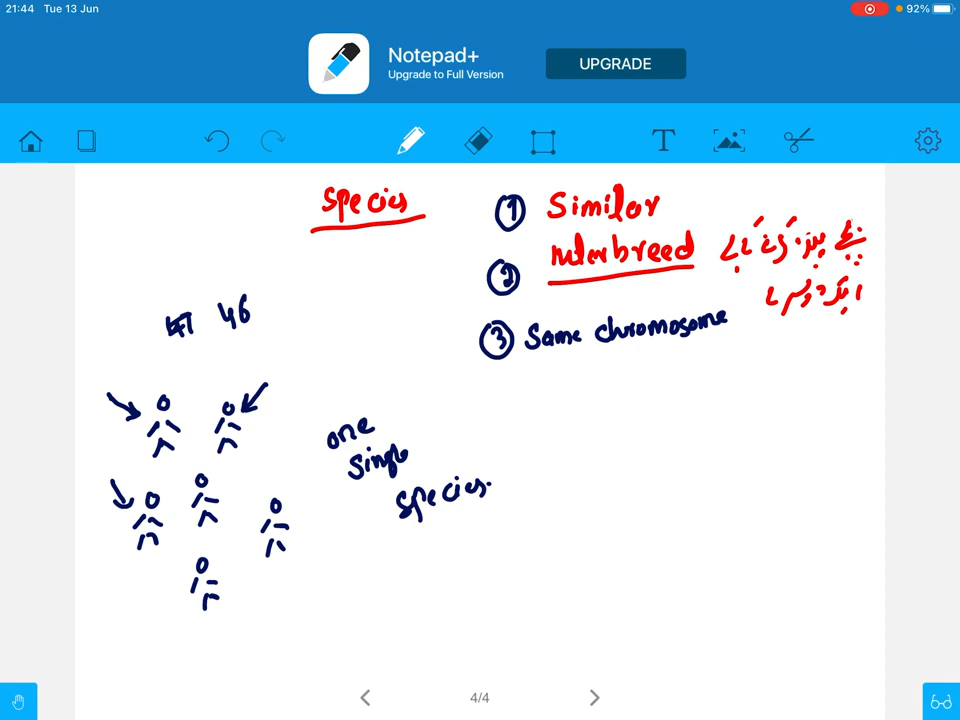 21:44 Tue 13 Jun
92%
Notepad+
Upgrade to Full Version
UPGRADE
T
Species
① Similar
② Interbreed
③ Same chromosome
46
one
single
species.
4/4